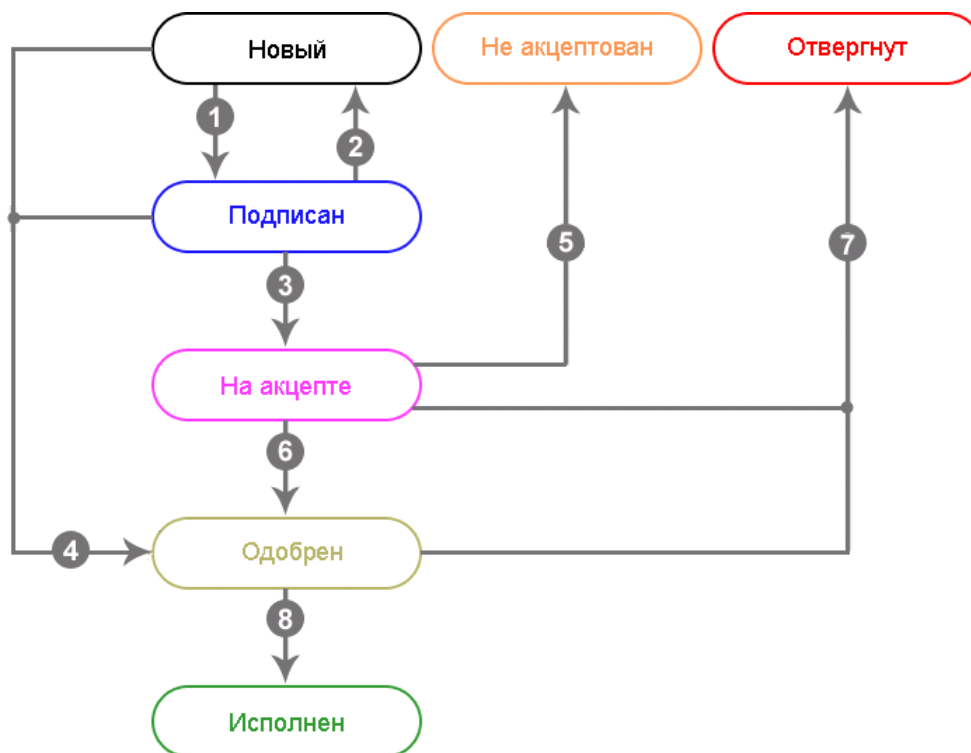 Новый
Не акцептован
Отвергнут
1
2
Подписан
5
7
3
На акцепте
6
4
Одобрен
8
Исполнен